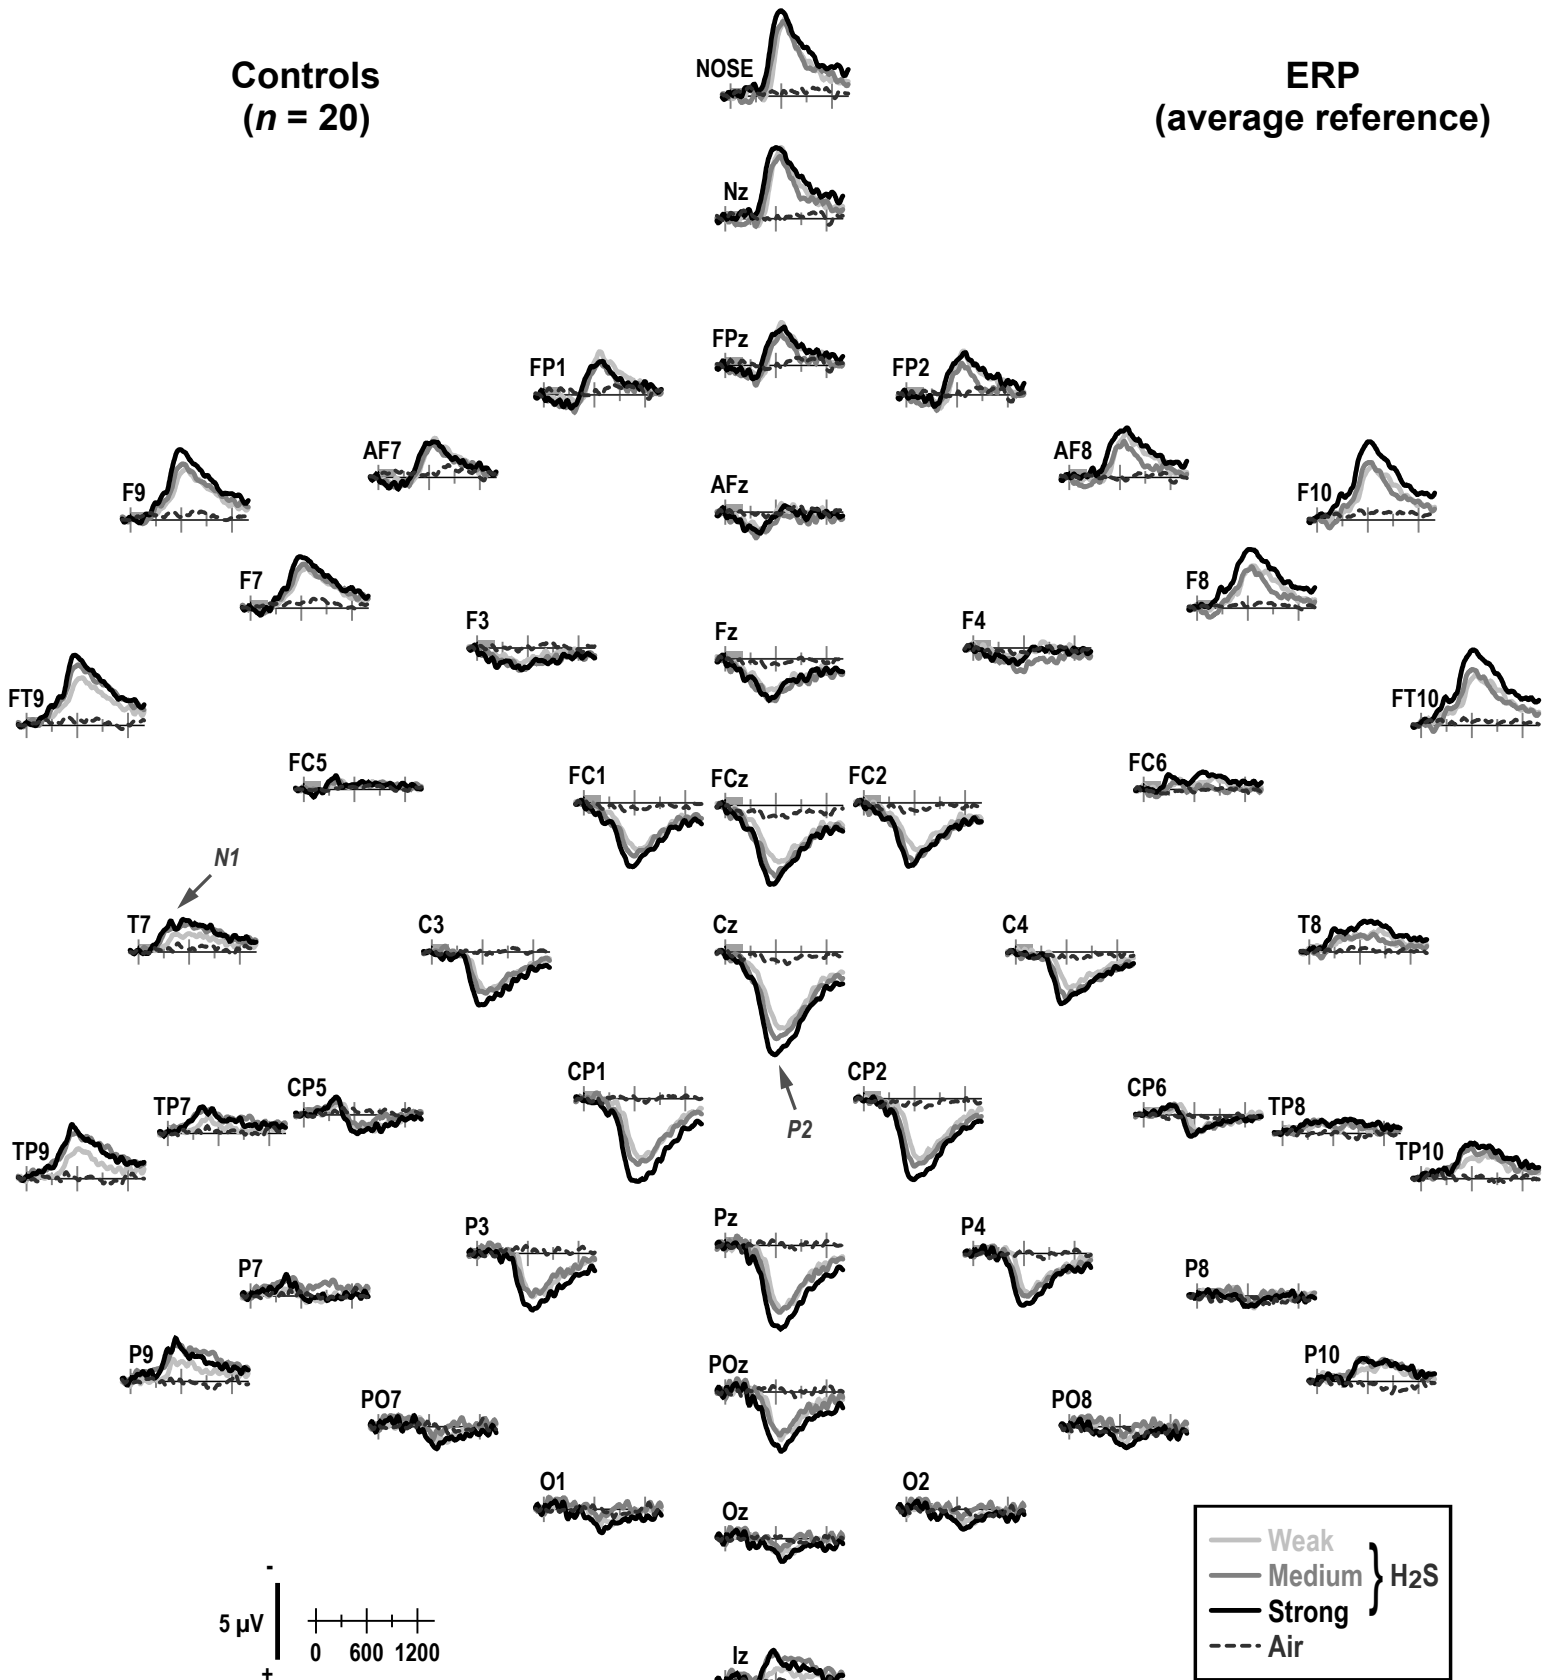 Controls
(n = 20)
ERP
(average reference)
NOSE
Nz
FPz
FP1
FP2
AF7
AF8
F9
AFz
F10
F7
F8
F3
Fz
F4
FT9
FT10
FC5
FC1
FCz
FC2
FC6
N1
T7
C3
Cz
C4
T8
CP5
CP1
CP2
CP6
TP7
TP8
P2
TP9
TP10
P3
Pz
P4
P7
P8
P9
POz
P10
PO7
PO8
O1
Oz
O2
-
5 µV
+
0 600 1200
Iz
Weak
Medium
Strong
Air
} H2S